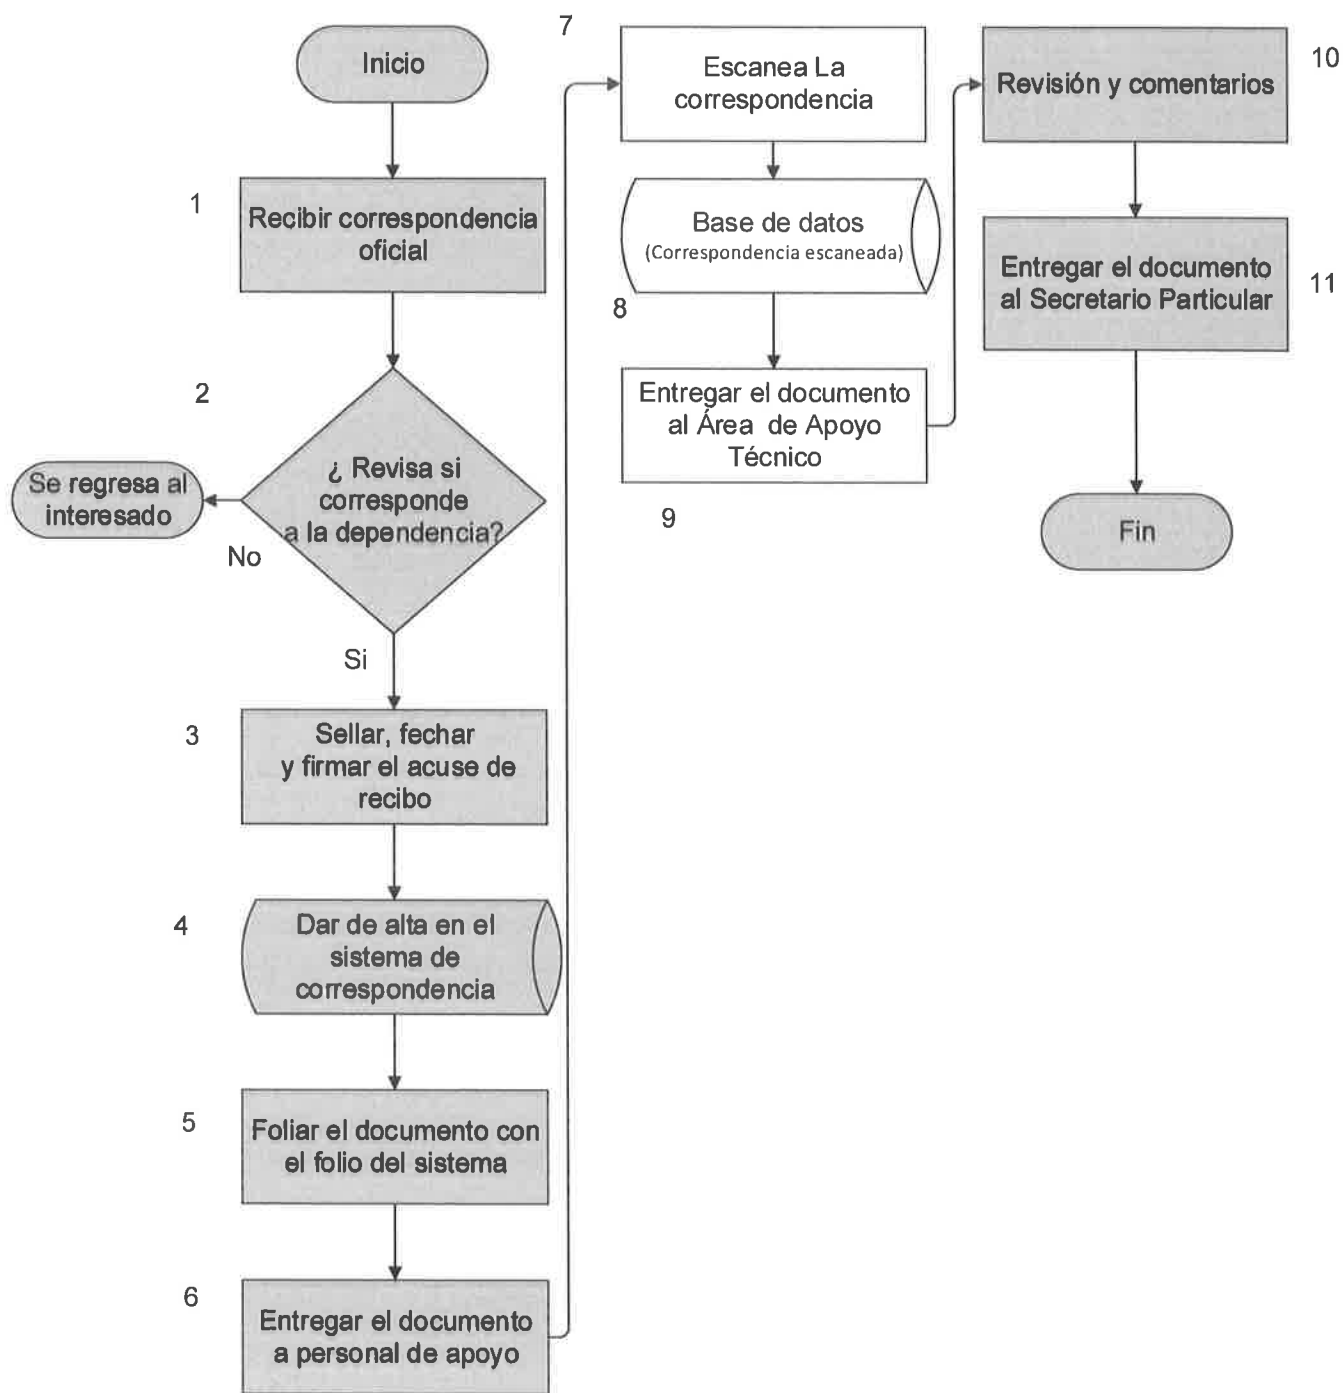 Inicio
1
Recibir correspondencia
oficial
2
¿ Revisa si
corresponde
a la dependencia?
Se regresa al
interesado
No
Si
3
Sellar, fechar
y firmar el acuse de
recibo
4
Dar de alta en el
sistema de
correspondencia
5
Foliar el documento con
el folio del sistema
6
Entregar el documento
a personal de apoyo
7
Escanea La
correspondencia
Base de datos
(Correspondencia escaneada)
8
Entregar el documento
al Área de Apoyo
Técnico
9
10
Revisión y comentarios
Entregar el documento
al Secretario Particular
11
Fin